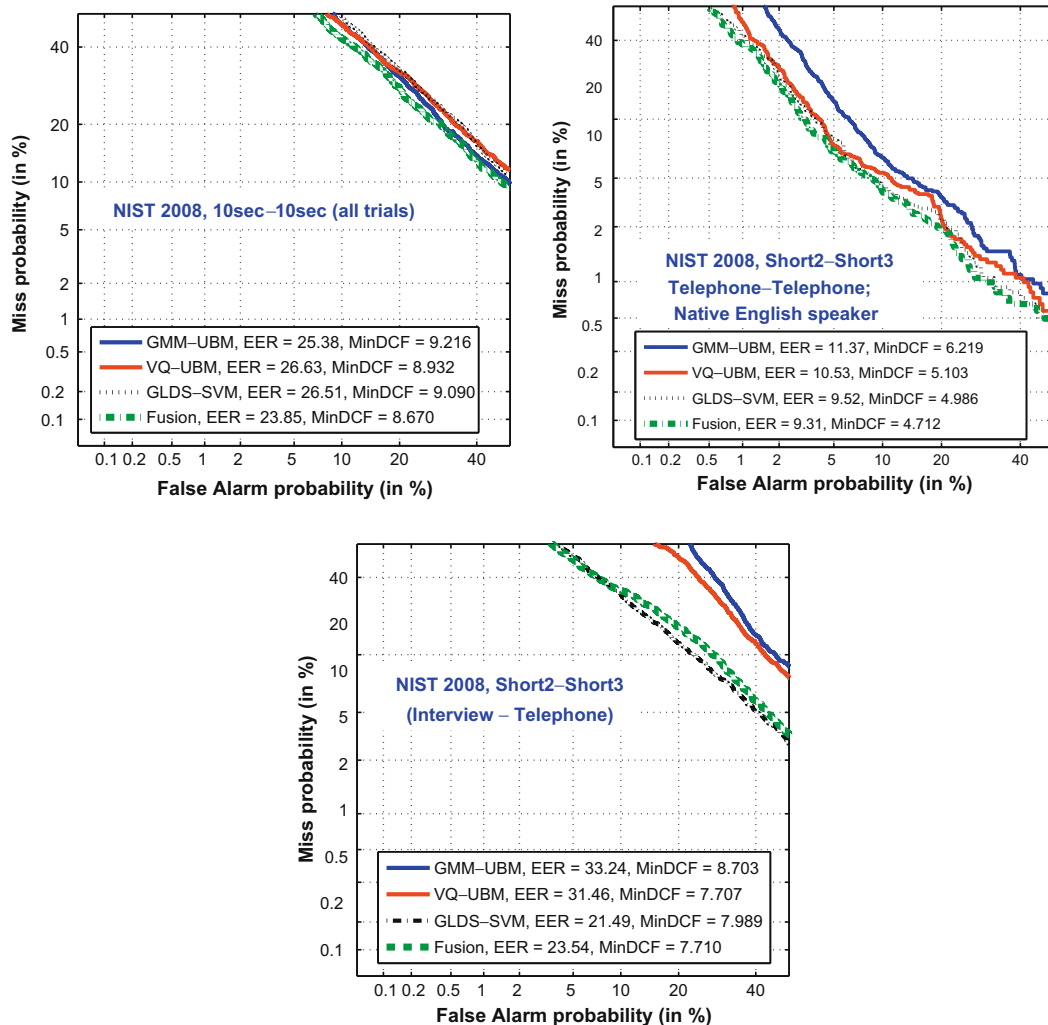 40
20
10
5
2
1
0.5
0.2
0.1
Miss probability (in %)
NIST 2008, 10sec–10sec (all trials)
GMM–UBM, EER = 25.38, MinDCF = 9.216
VQ–UBM, EER = 26.63, MinDCF = 8.932
GLDS–SVM, EER = 26.51, MinDCF = 9.090
Fusion, EER = 23.85, MinDCF = 8.670
0.1 0.2 0.5 1 2 5 10 20 40
False Alarm probability (in %)
40
20
10
5
2
1
0.5
0.2
0.1
Miss probability (in %)
NIST 2008, Short2–Short3
Telephone–Telephone;
Native English speaker
GMM–UBM, EER = 11.37, MinDCF = 6.219
VQ–UBM, EER = 10.53, MinDCF = 5.103
GLDS–SVM, EER = 9.52, MinDCF = 4.986
Fusion, EER = 9.31, MinDCF = 4.712
0.1 0.2 0.5 1 2 5 10 20 40
False Alarm probability (in %)
40
20
10
5
2
1
0.5
0.2
0.1
Miss probability (in %)
NIST 2008, Short2–Short3
(Interview – Telephone)
GMM–UBM, EER = 33.24, MinDCF = 8.703
VQ–UBM, EER = 31.46, MinDCF = 7.707
GLDS–SVM, EER = 21.49, MinDCF = 7.989
Fusion, EER = 23.54, MinDCF = 7.710
0.1 0.2 0.5 1 2 5 10 20 40
False Alarm probability (in %)